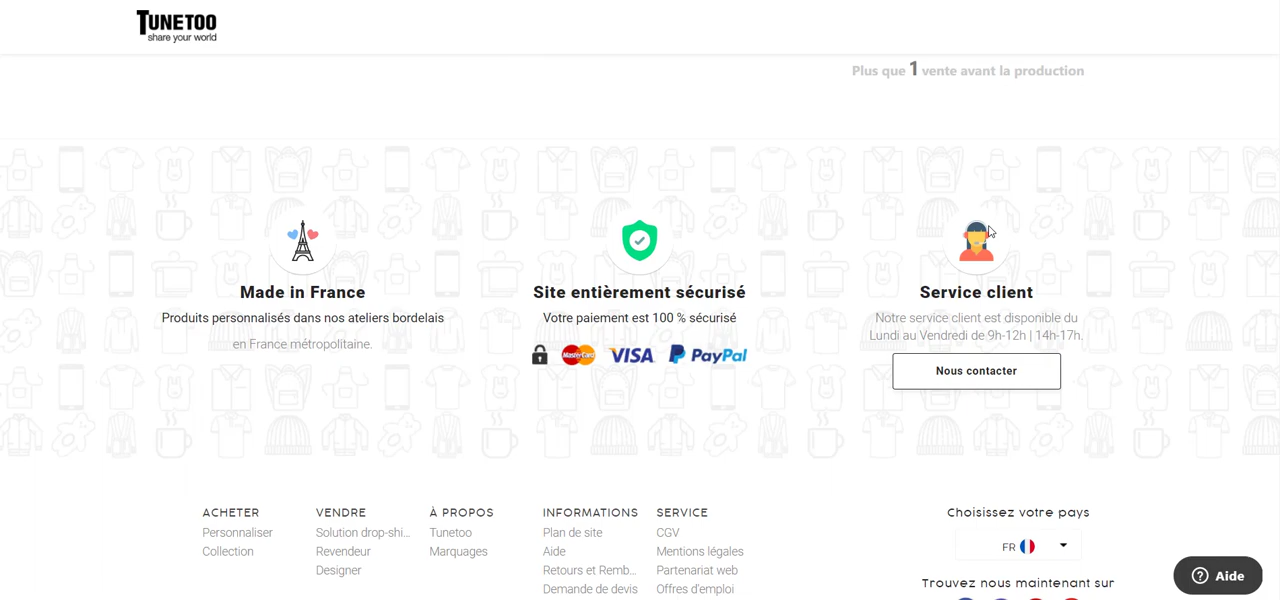 TUNETOO
share your world
Plus que 1 vente avant la production
Made in France
Produits personnalisés dans nos ateliers bordelais
en France métropolitaine.
Site entièrement sécurisé
Votre paiement est 100 % sécurisé
MasterCard VISA PayPal
Service client
Notre service client est disponible du
Lundi au Vendredi de 9h-12h | 14h-17h.
Nous contacter
ACHETER
Personnaliser
Collection
VENDRE
Solution drop-shi...
Revendeur
Designer
À PROPOS
Tunetoo
Marquages
INFORMATIONS
Plan de site
Aide
Retours et Remb...
Demande de devis
SERVICE
CGV
Mentions légales
Partenariat web
Offres d'emploi
Choisissez votre pays
FR
Trouvez nous maintenant sur
Aide